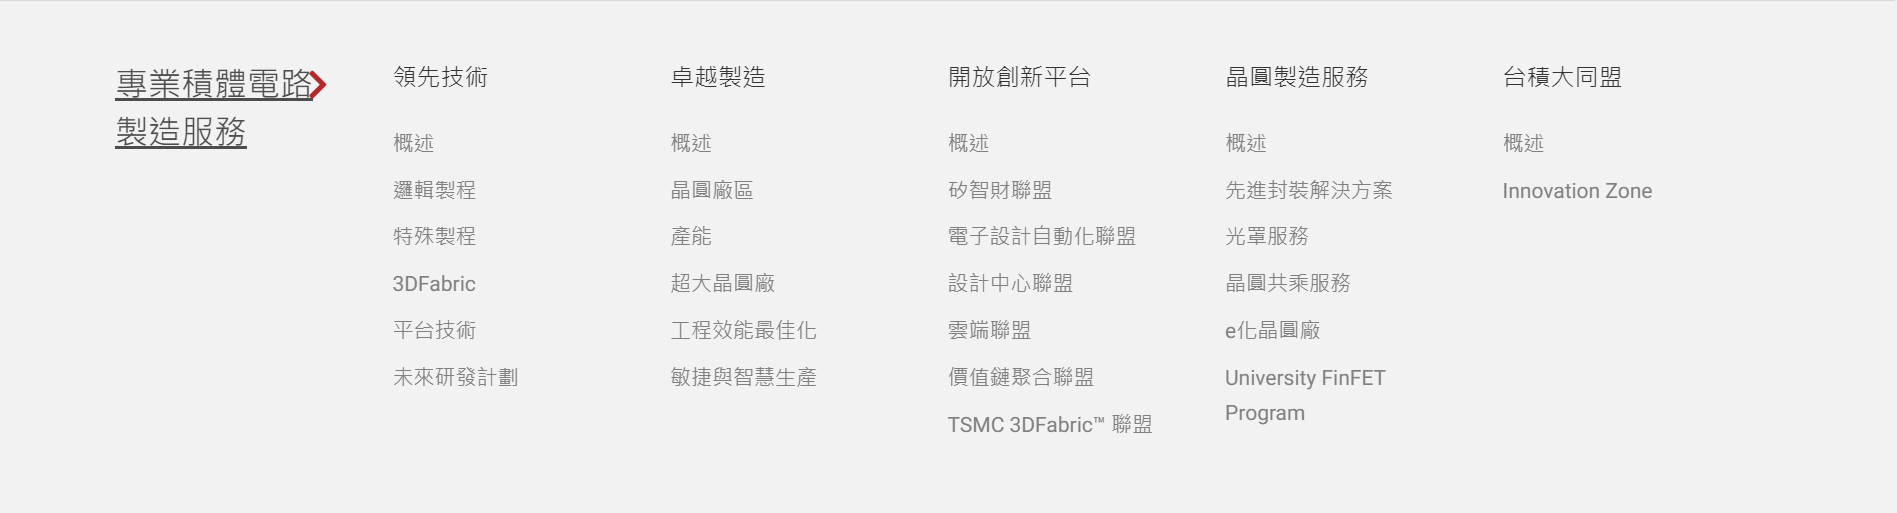 專業積體電路
製造服務
領先技術
概述
邏輯製程
特殊製程
3DFabric
平台技術
未來研發計劃
卓越製造
概述
晶圓廠區
產能
超大晶圓廠
工程效能最佳化
敏捷與智慧生產
開放創新平台
概述
矽智財聯盟
電子設計自動化聯盟
設計中心聯盟
雲端聯盟
價值鏈聚合聯盟
TSMC 3DFabric™ 聯盟
晶圓製造服務
概述
先進封裝解決方案
光罩服務
晶圓共乘服務
e化晶圓廠
University FinFET
Program
台積大同盟
概述
Innovation Zone